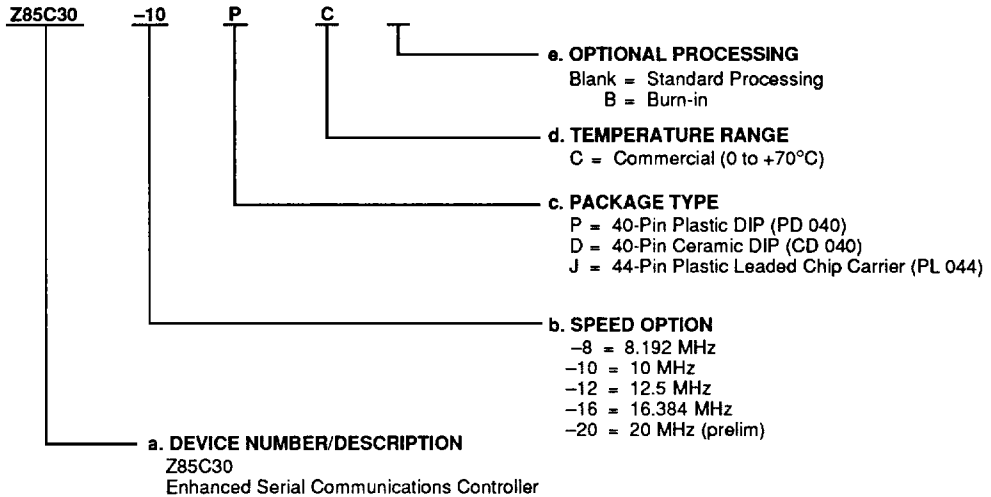 Z85C30 –10 P C
e. OPTIONAL PROCESSING
Blank = Standard Processing
B = Burn-in
d. TEMPERATURE RANGE
C = Commercial (0 to +70°C)
c. PACKAGE TYPE
P = 40-Pin Plastic DIP (PD 040)
D = 40-Pin Ceramic DIP (CD 040)
J = 44-Pin Plastic Leaded Chip Carrier (PL 044)
b. SPEED OPTION
–8 = 8.192 MHz
–10 = 10 MHz
–12 = 12.5 MHz
–16 = 16.384 MHz
–20 = 20 MHz (prelim)
a. DEVICE NUMBER/DESCRIPTION
Z85C30
Enhanced Serial Communications Controller